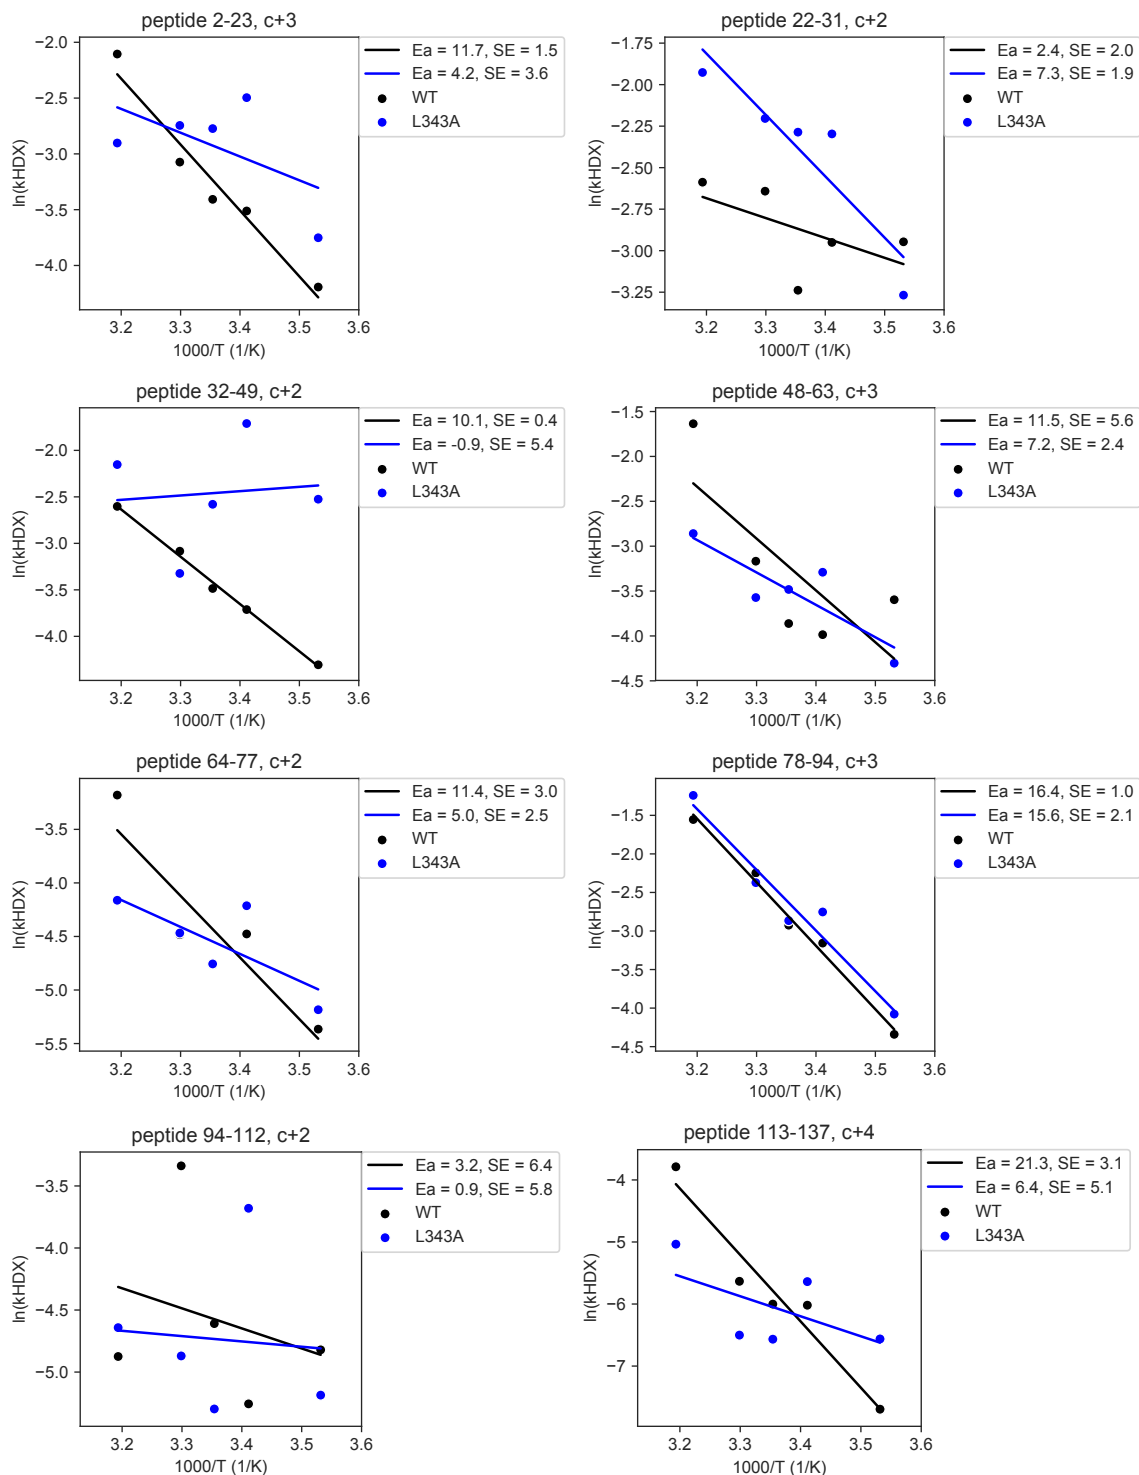 peptide 2-23, c+3
−2.0
−2.5
−3.0
−3.5
−4.0
ln(kHDX)
3.2 3.3 3.4 3.5 3.6
1000/T (1/K)
Ea = 11.7, SE = 1.5
Ea = 4.2, SE = 3.6
WT
L343A
peptide 22-31, c+2
−1.75
−2.00
−2.25
−2.50
−2.75
−3.00
−3.25
ln(kHDX)
3.2 3.3 3.4 3.5 3.6
1000/T (1/K)
Ea = 2.4, SE = 2.0
Ea = 7.3, SE = 1.9
WT
L343A
peptide 32-49, c+2
−2.0
−2.5
−3.0
−3.5
−4.0
ln(kHDX)
3.2 3.3 3.4 3.5 3.6
1000/T (1/K)
Ea = 10.1, SE = 0.4
Ea = -0.9, SE = 5.4
WT
L343A
peptide 48-63, c+3
−1.5
−2.0
−2.5
−3.0
−3.5
−4.0
−4.5
ln(kHDX)
3.2 3.3 3.4 3.5 3.6
1000/T (1/K)
Ea = 11.5, SE = 5.6
Ea = 7.2, SE = 2.4
WT
L343A
peptide 64-77, c+2
−3.5
−4.0
−4.5
−5.0
−5.5
ln(kHDX)
3.2 3.3 3.4 3.5 3.6
1000/T (1/K)
Ea = 11.4, SE = 3.0
Ea = 5.0, SE = 2.5
WT
L343A
peptide 78-94, c+3
−1.5
−2.0
−2.5
−3.0
−3.5
−4.0
−4.5
ln(kHDX)
3.2 3.3 3.4 3.5 3.6
1000/T (1/K)
Ea = 16.4, SE = 1.0
Ea = 15.6, SE = 2.1
WT
L343A
peptide 94-112, c+2
−3.5
−4.0
−4.5
−5.0
ln(kHDX)
3.2 3.3 3.4 3.5 3.6
1000/T (1/K)
Ea = 3.2, SE = 6.4
Ea = 0.9, SE = 5.8
WT
L343A
peptide 113-137, c+4
−4
−5
−6
−7
ln(kHDX)
3.2 3.3 3.4 3.5 3.6
1000/T (1/K)
Ea = 21.3, SE = 3.1
Ea = 6.4, SE = 5.1
WT
L343A